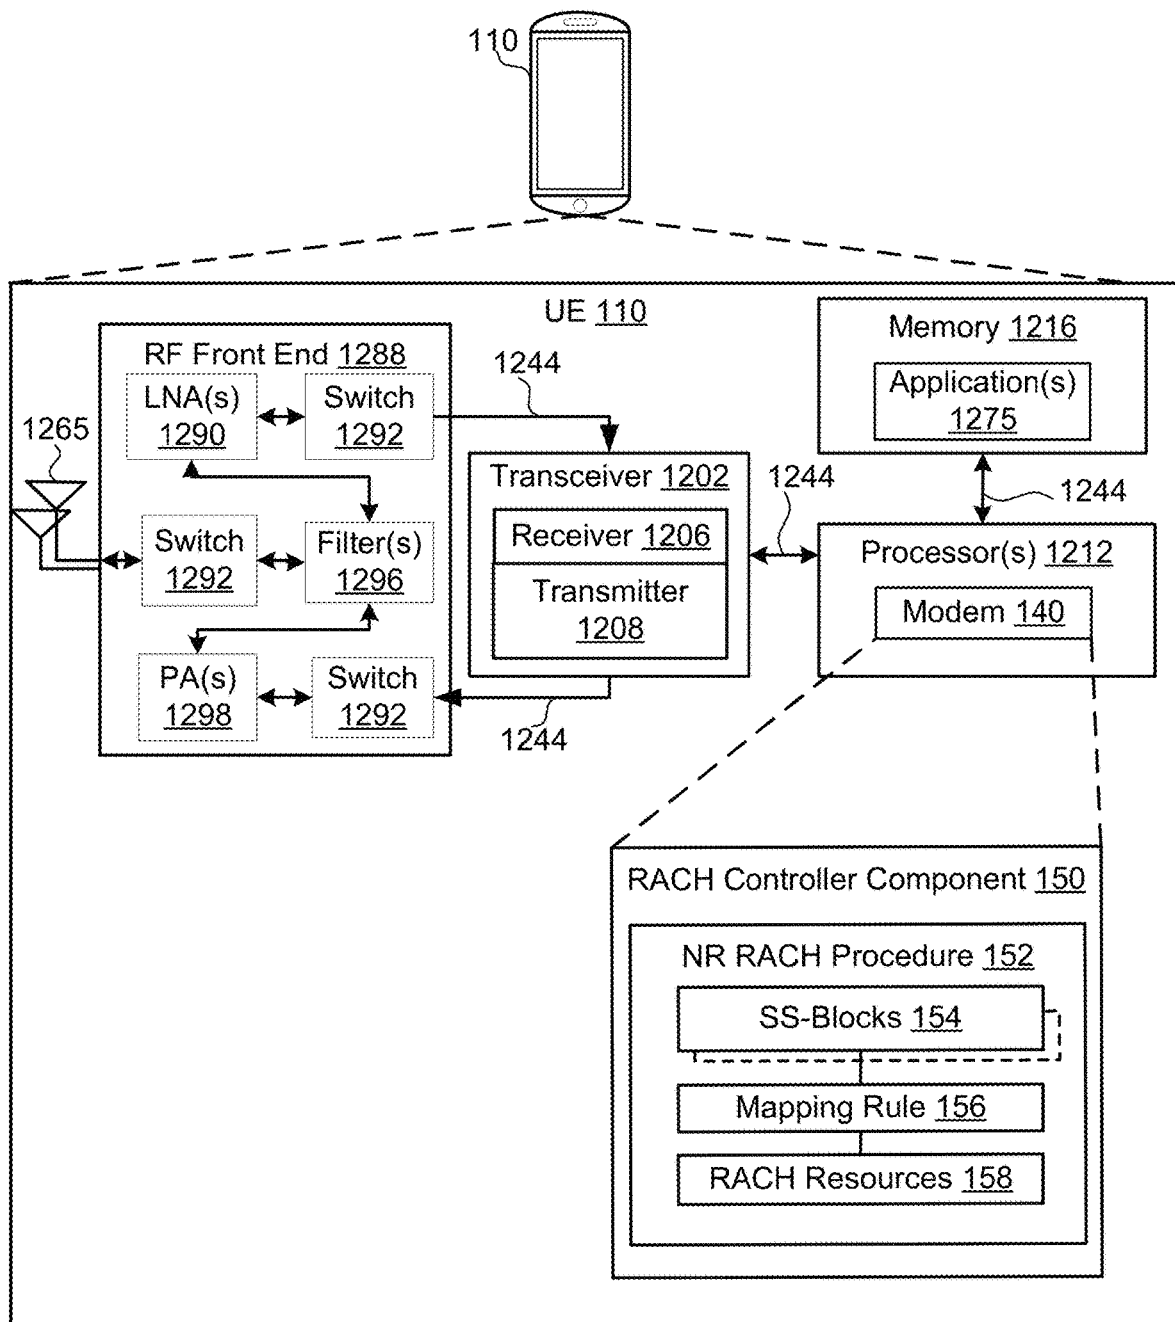 110
UE 110
RF Front End 1288
LNA(s)
1290
Switch
1292
1244
1265
Switch
1292
Filter(s)
1296
PA(s)
1298
Switch
1292
1244
Transceiver 1202
Receiver 1206
Transmitter
1208
1244
Memory 1216
Application(s)
1275
1244
Processor(s) 1212
Modem 140
RACH Controller Component 150
NR RACH Procedure 152
SS-Blocks 154
Mapping Rule 156
RACH Resources 158